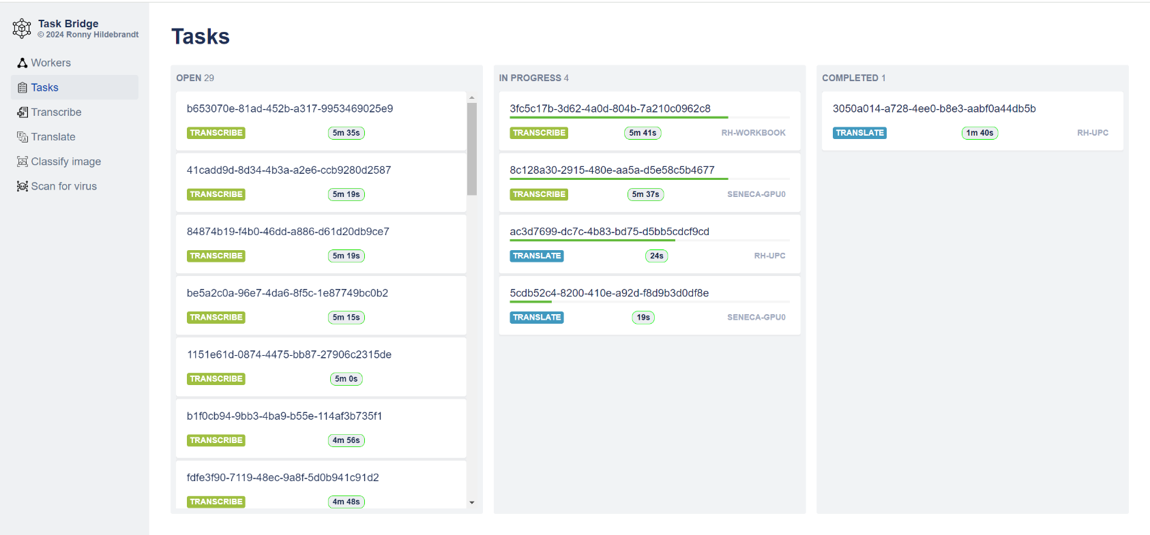 Task Bridge
© 2024 Ronny Hildebrandt
Workers
Tasks
Transcribe
Translate
Classify image
Scan for virus
Tasks
OPEN 29
b653070e-81ad-452b-a317-9953469025e9
TRANSCRIBE 5m 35s
41cadd9d-8d34-4b3a-a2e6-ccb9280d2587
TRANSCRIBE 5m 19s
84874b19-f4b0-46dd-a886-d61d20db9ce7
TRANSCRIBE 5m 19s
be5a2c0a-96e7-4da6-8f5c-1e87749bc0b2
TRANSCRIBE 5m 15s
1151e61d-0874-4475-bb87-27906c2315de
TRANSCRIBE 5m 0s
b1f0cb94-9bb3-4ba9-b55e-114af3b735f1
TRANSCRIBE 4m 56s
fdfe3f90-7119-48ec-9a8f-5d0b941c91d2
TRANSCRIBE 4m 48s
IN PROGRESS 4
3fc5c17b-3d62-4a0d-804b-7a210c0962c8
TRANSCRIBE 5m 41s RH-WORKBOOK
8c128a30-2915-480e-aa5a-d5e58c5b4677
TRANSCRIBE 5m 37s SENECA-GPU0
ac3d7699-dc7c-4b83-bd75-d5bb5cdcf9cd
TRANSLATE 24s RH-UPC
5cdb52c4-8200-410e-a92d-f8d9b3d0df8e
TRANSLATE 19s SENECA-GPU0
COMPLETED 1
3050a014-a728-4ee0-b8e3-aabf0a44db5b
TRANSLATE 1m 40s RH-UPC